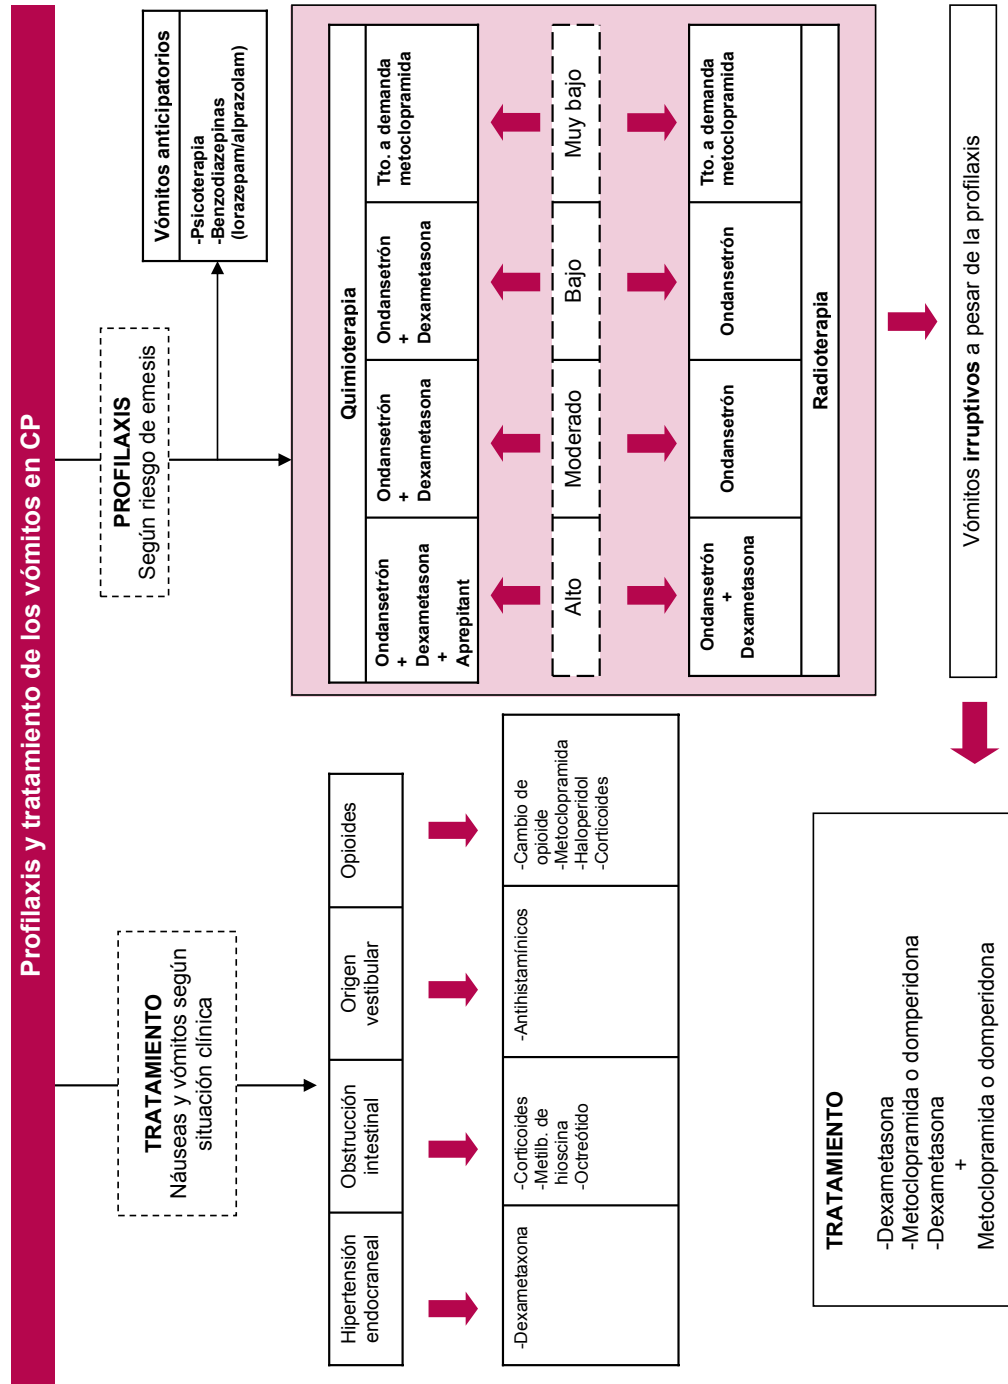 Profilaxis y tratamiento de los vómitos en CP
TRATAMIENTO
Náuseas y vómitos según
situación clínica
Hipertensión
endocraneal
Obstrucción
intestinal
Origen
vestibular
Opioides
-Dexametaxona
-Corticoides
-Metilb. de
hioscina
-Octreótido
-Antihistamínicos
-Cambio de
opioide
-Metoclopramida
-Haloperidol
-Corticoides
PROFILAXIS
Según riesgo de emesis
Vómitos anticipatorios
-Psicoterapia
-Benzodiazepinas
(lorazepam/alprazolam)
Quimioterapia
Ondansetrón
+
Dexametasona
+
Aprepitant
Ondansetrón
+
Dexametasona
Ondansetrón
+
Dexametasona
Tto. a demanda
metoclopramida
Alto
Moderado
Bajo
Muy bajo
Ondansetrón
+
Dexametasona
Ondansetrón
Ondansetrón
Tto. a demanda
metoclopramida
Radioterapia
Vómitos irruptivos a pesar de la profilaxis
TRATAMIENTO
-Dexametasona
-Metoclopramida o domperidona
-Dexametasona
+
Metoclopramida o domperidona